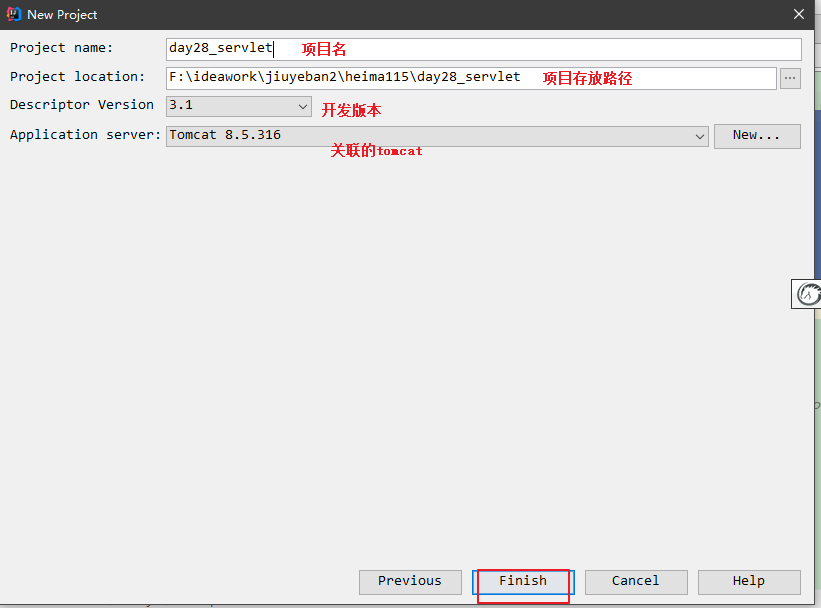 New Project
Project name: day28_servlet 项目名
Project location: F:\ideawork\jiuyeban2\heima115\day28_servlet 项目存放路径 ...
Descriptor Version 3.1 开发版本
Application server: Tomcat 8.5.316 New...
关联的tomcat
Previous Finish Cancel Help